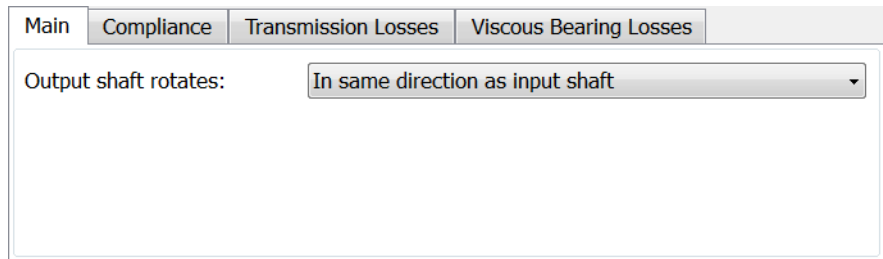 Main Compliance Transmission Losses Viscous Bearing Losses
Output shaft rotates: In same direction as input shaft